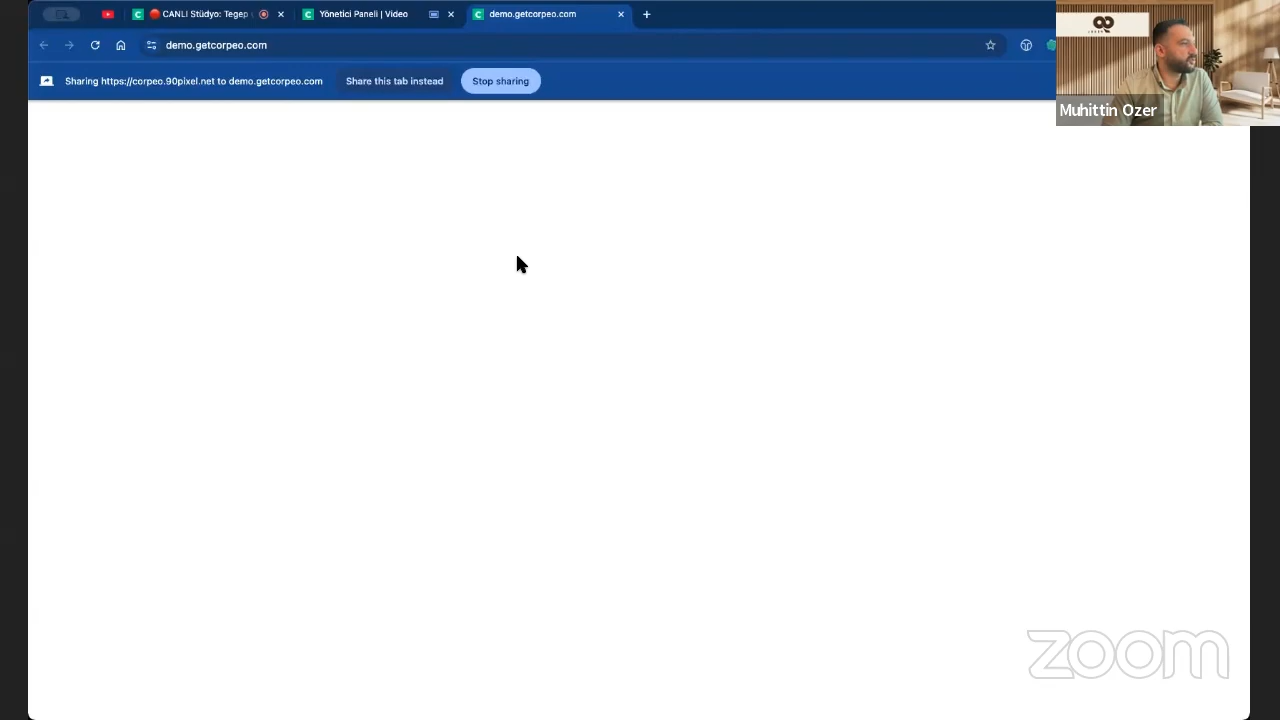 CANLI Stüdyo: Tegep
Yönetici Paneli | Video
demo.getcorpeo.com
demo.getcorpeo.com
Sharing https://corpeo.90pixel.net to demo.getcorpeo.com
Share this tab instead
Stop sharing
Muhittin Ozer
zoom